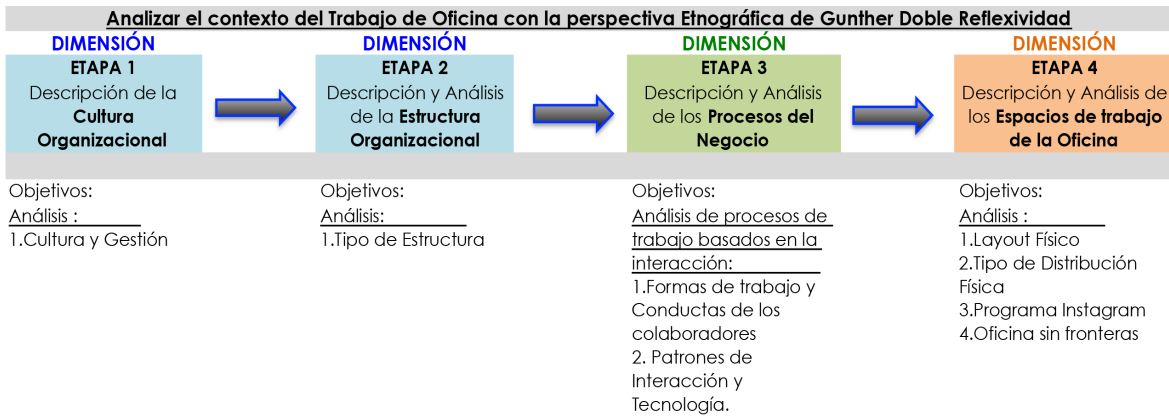 Analizar el contexto del Trabajo de Oficina con la perspectiva Etnográfica de Gunther Doble Reflexividad
DIMENSIÓN
ETAPA 1
Descripción de la
Cultura
Organizacional
DIMENSIÓN
ETAPA 2
Descripción y Análisis
de la Estructura
Organizacional
DIMENSIÓN
ETAPA 3
Descripción y Análisis
de los Procesos del
Negocio
DIMENSIÓN
ETAPA 4
Descripción y Análisis de
los Espacios de trabajo
de la Oficina
Objetivos:
Análisis :
1.Cultura y Gestión
Objetivos:
Análisis:
1.Tipo de Estructura
Objetivos:
Análisis de procesos de
trabajo basados en la
interacción:
1.Formas de trabajo y
Conductas de los
colaboradores
2. Patrones de
Interacción y
Tecnología.
Objetivos:
Análisis :
1.Layout Físico
2.Tipo de Distribución
Física
3.Programa Instagram
4.Oficina sin fronteras